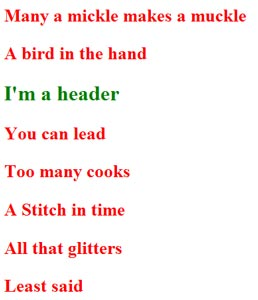 Many a mickle makes a muckle
A bird in the hand
I'm a header
You can lead
Too many cooks
A Stitch in time
All that glitters
Least said